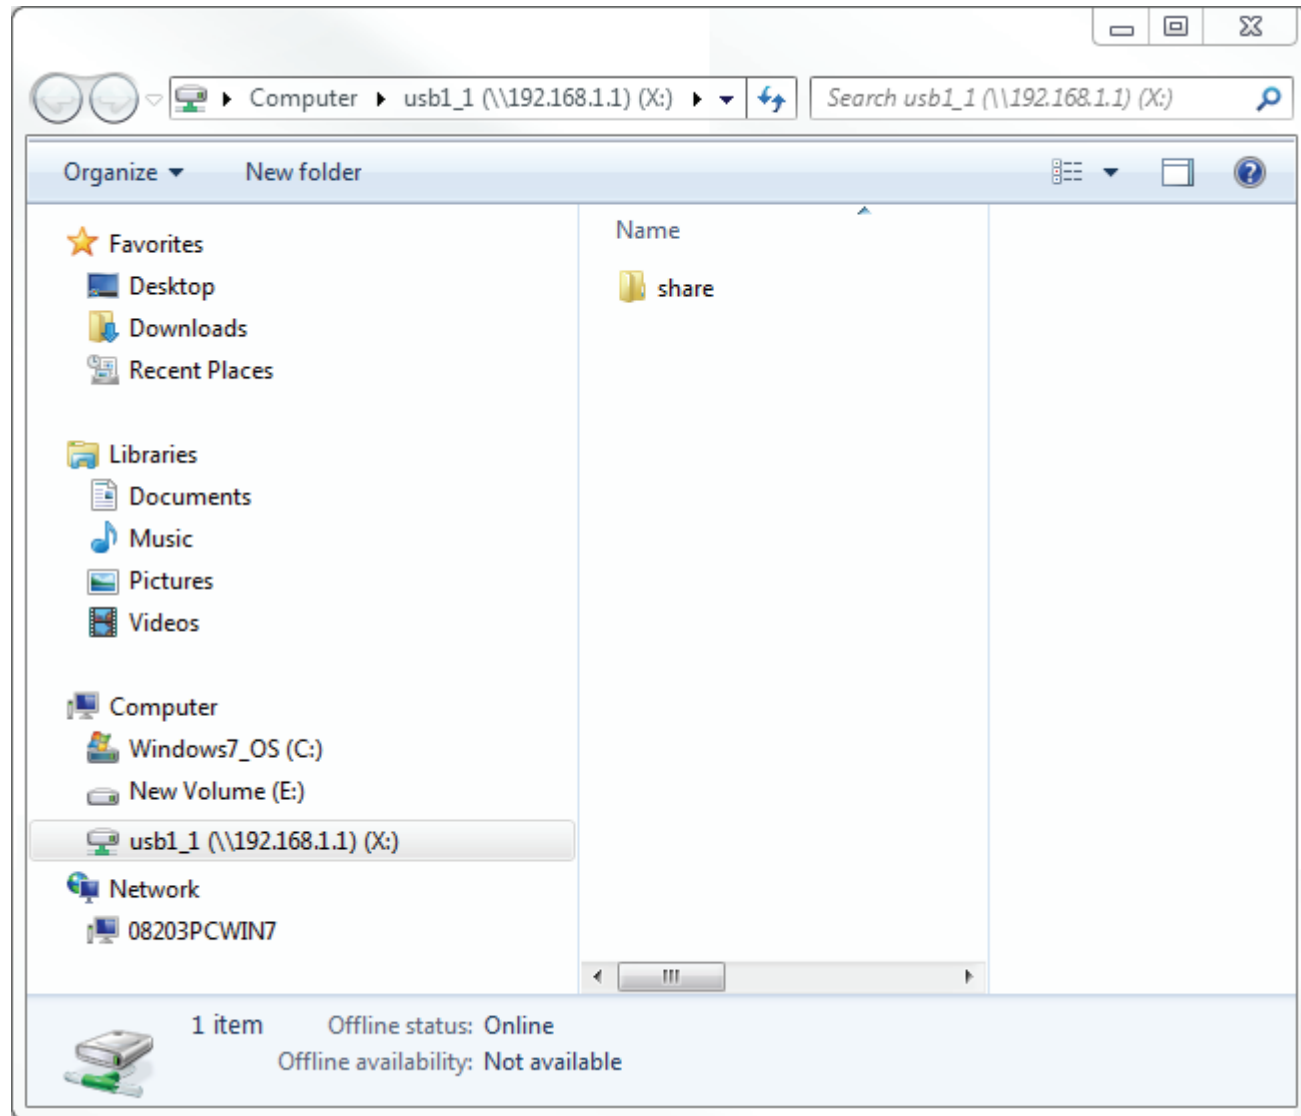 Computer usb1_1 (\\192.168.1.1) (X:) Search usb1_1 (\\192.168.1.1) (X:)
Organize New folder
Favorites
Desktop
Downloads
Recent Places
Libraries
Documents
Music
Pictures
Videos
Computer
Windows7_OS (C:)
New Volume (E:)
usb1_1 (\\192.168.1.1) (X:)
Network
08203PCWIN7
Name
share
1 item Offline status: Online
Offline availability: Not available